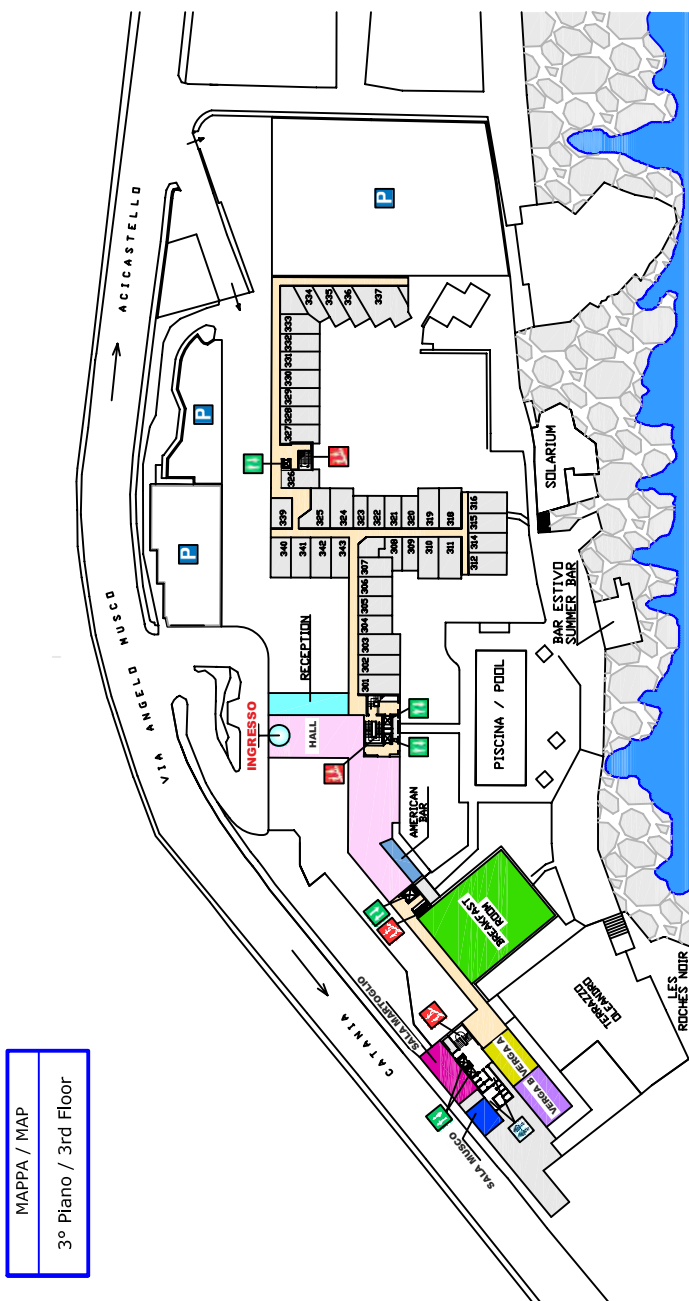 MAPPA / MAP
3º Piano / 3rd Floor
ACICASTELLO
VIA ANGELO MUSCO
CATANIA
P
P
P
334
335
336
337
333
332
331
330
329
328
327
326
339
325
324
323
322
321
320
319
318
316
315
314
312
340
341
342
343
307
308
309
310
311
306
305
304
303
302
301
RECEPTION
INGRESSO
HALL
AMERICAN
BAR
SOLARIUM
BAR ESTIVO
SUMMER BAR
PISCINA / POOL
BREAKFAST
ROOM
TERRAZZO
OLEANDRO
LES
ROCHES NOIR
SALA MARTOGLIO
VERGA A
VERGA B
SALA MUSCO